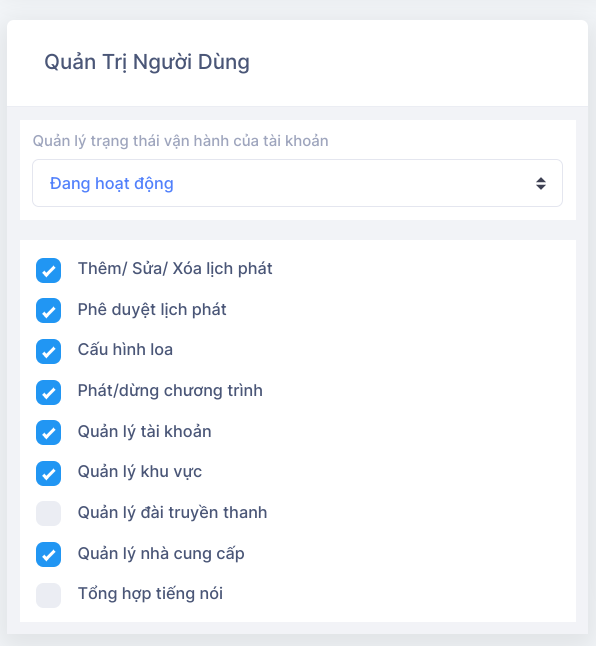 Quản Trị Người Dùng
Quản lý trạng thái vận hành của tài khoản
Đang hoạt động
Thêm/ Sửa/ Xóa lịch phát
Phê duyệt lịch phát
Cấu hình loa
Phát/dừng chương trình
Quản lý tài khoản
Quản lý khu vực
Quản lý đài truyền thanh
Quản lý nhà cung cấp
Tổng hợp tiếng nói